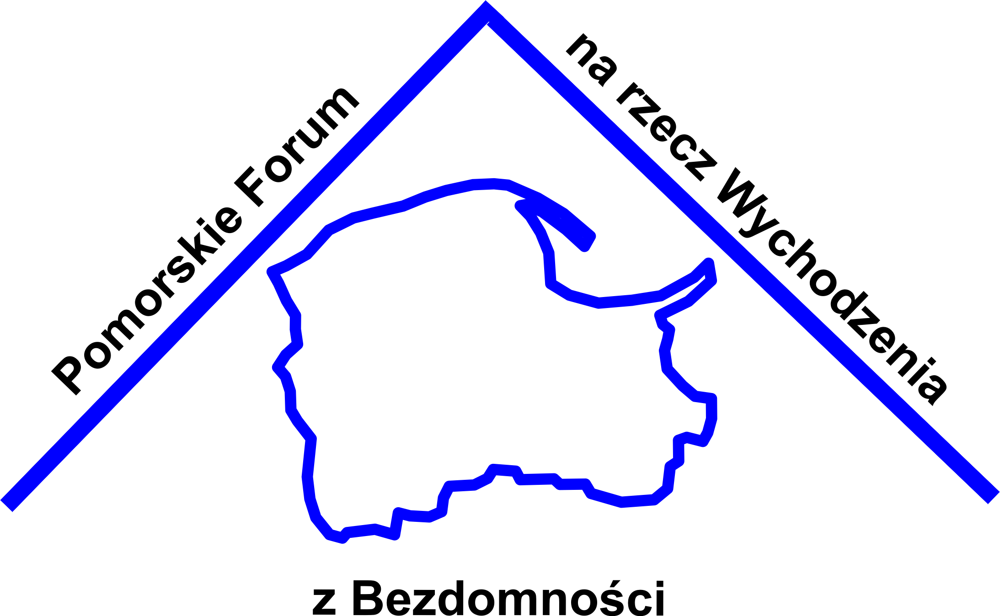 Pomorskie Forum
na rzecz Wychodzenia
z Bezdomności